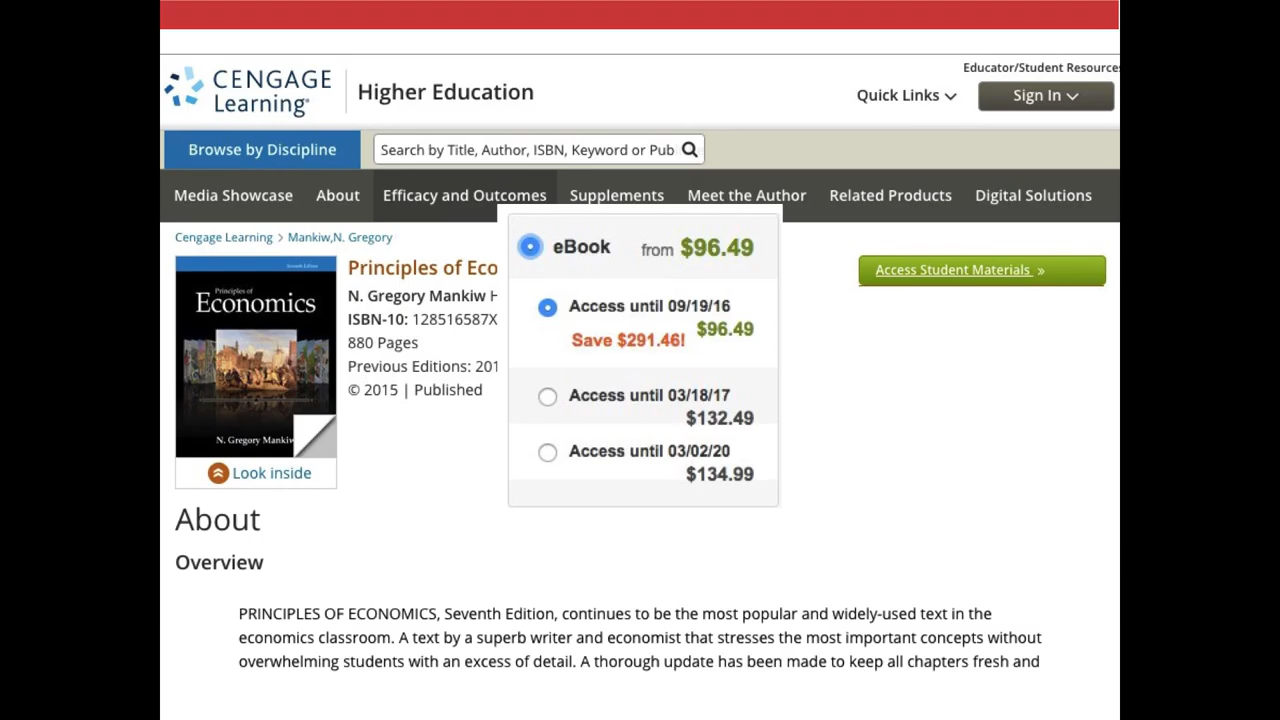 CENGAGE
Learning®
Higher Education
Educator/Student Resource
Quick Links
Sign In
Browse by Discipline
Search by Title, Author, ISBN, Keyword or Pub
Media Showcase About Efficacy and Outcomes Supplements Meet the Author Related Products Digital Solutions
Cengage Learning > Mankiw,N. Gregory
Principles of
Economics
N. Gregory Mankiw
Look inside
Principles of Eco
N. Gregory Mankiw H
ISBN-10: 128516587X
880 Pages
Previous Editions: 201
© 2015 | Published
eBook from $96.49
Access until 09/19/16
$96.49
Save $291.46!
Access until 03/18/17
$132.49
Access until 03/02/20
$134.99
Access Student Materials »
About
Overview
PRINCIPLES OF ECONOMICS, Seventh Edition, continues to be the most popular and widely-used text in the
economics classroom. A text by a superb writer and economist that stresses the most important concepts without
overwhelming students with an excess of detail. A thorough update has been made to keep all chapters fresh and